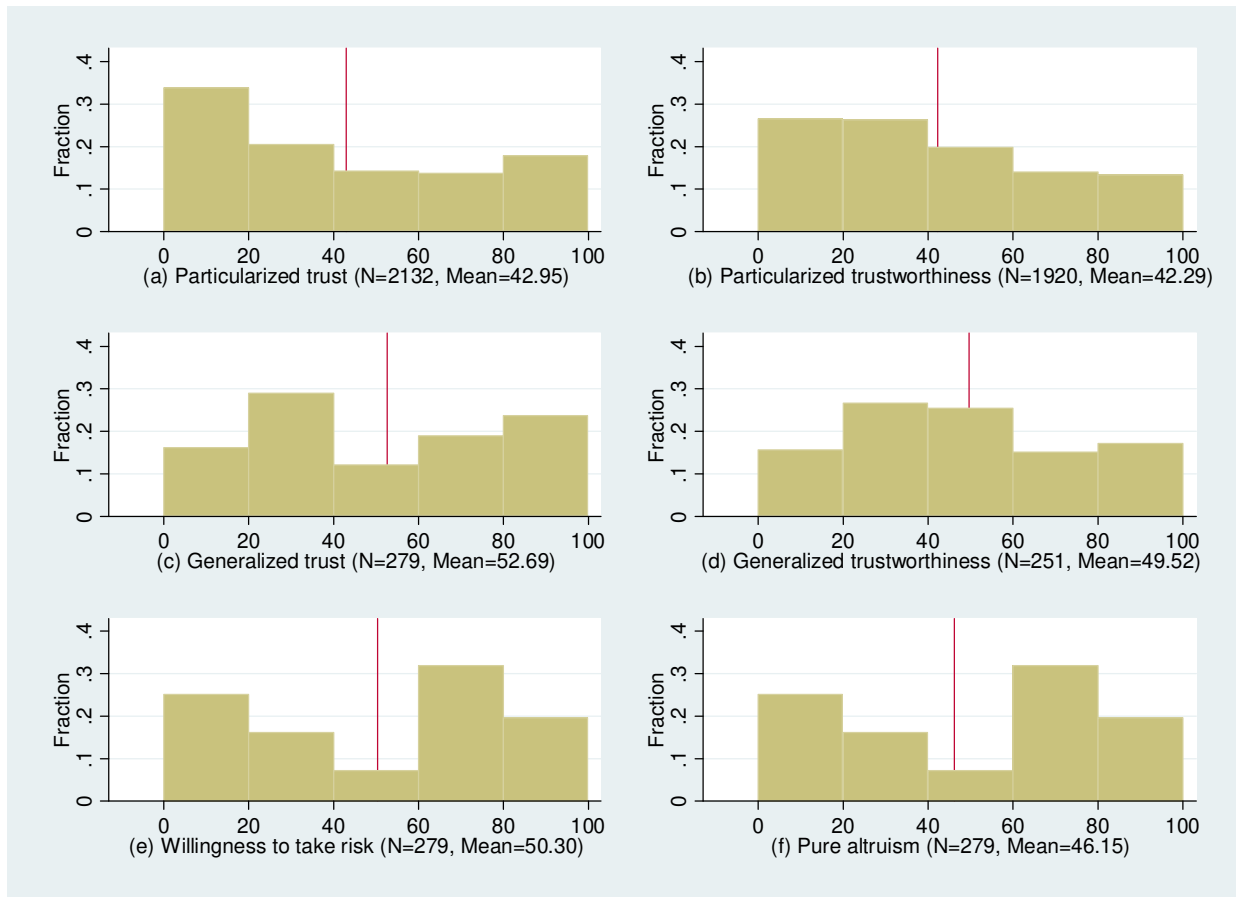 Fraction
0 .1 .2 .3 .4
0 20 40 60 80 100
(a) Particularized trust (N=2132, Mean=42.95)
Fraction
0 .1 .2 .3 .4
0 20 40 60 80 100
(b) Particularized trustworthiness (N=1920, Mean=42.29)
Fraction
0 .1 .2 .3 .4
0 20 40 60 80 100
(c) Generalized trust (N=279, Mean=52.69)
Fraction
0 .1 .2 .3 .4
0 20 40 60 80 100
(d) Generalized trustworthiness (N=251, Mean=49.52)
Fraction
0 .1 .2 .3 .4
0 20 40 60 80 100
(e) Willingness to take risk (N=279, Mean=50.30)
Fraction
0 .1 .2 .3 .4
0 20 40 60 80 100
(f) Pure altruism (N=279, Mean=46.15)